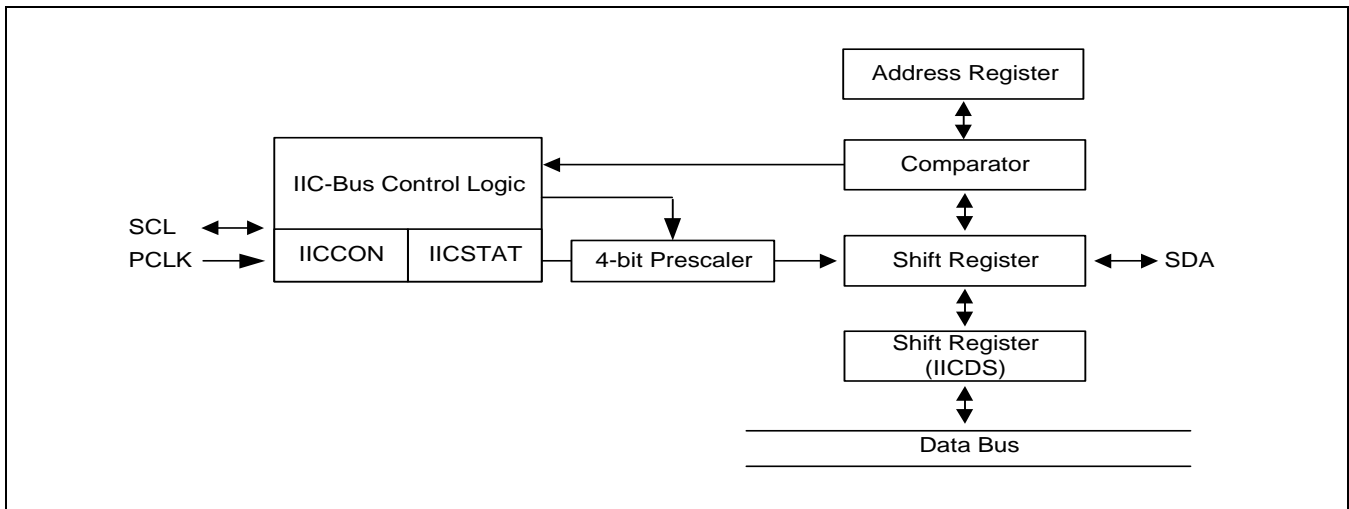 Address Register
Comparator
IIC-Bus Control Logic
SCL
PCLK
IICCON
IICSTAT
4-bit Prescaler
Shift Register
SDA
Shift Register
(IICDS)
Data Bus